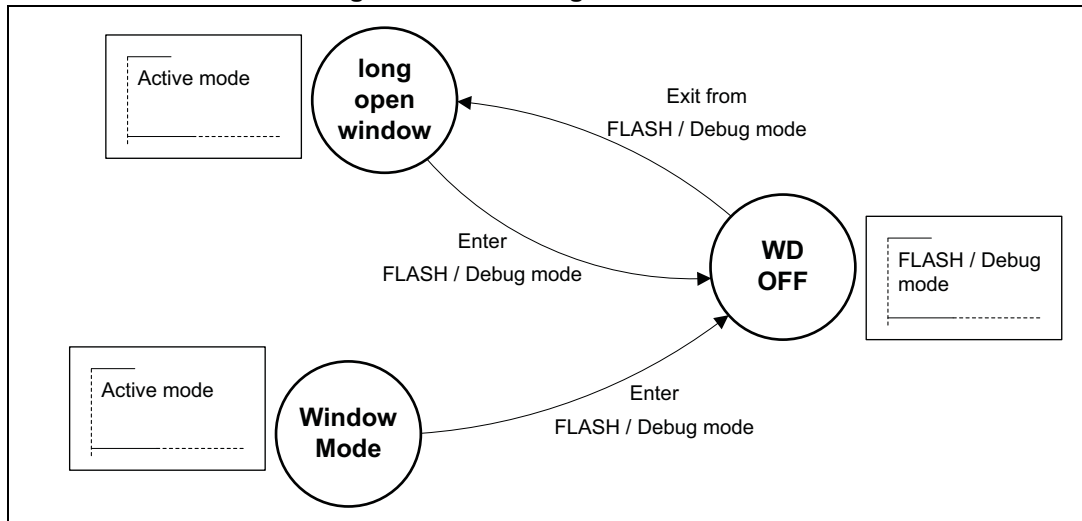 Active mode
long
open
window
Exit from
FLASH / Debug mode
Enter
FLASH / Debug mode
WD
OFF
FLASH / Debug
mode
Active mode
Window
Mode
Enter
FLASH / Debug mode